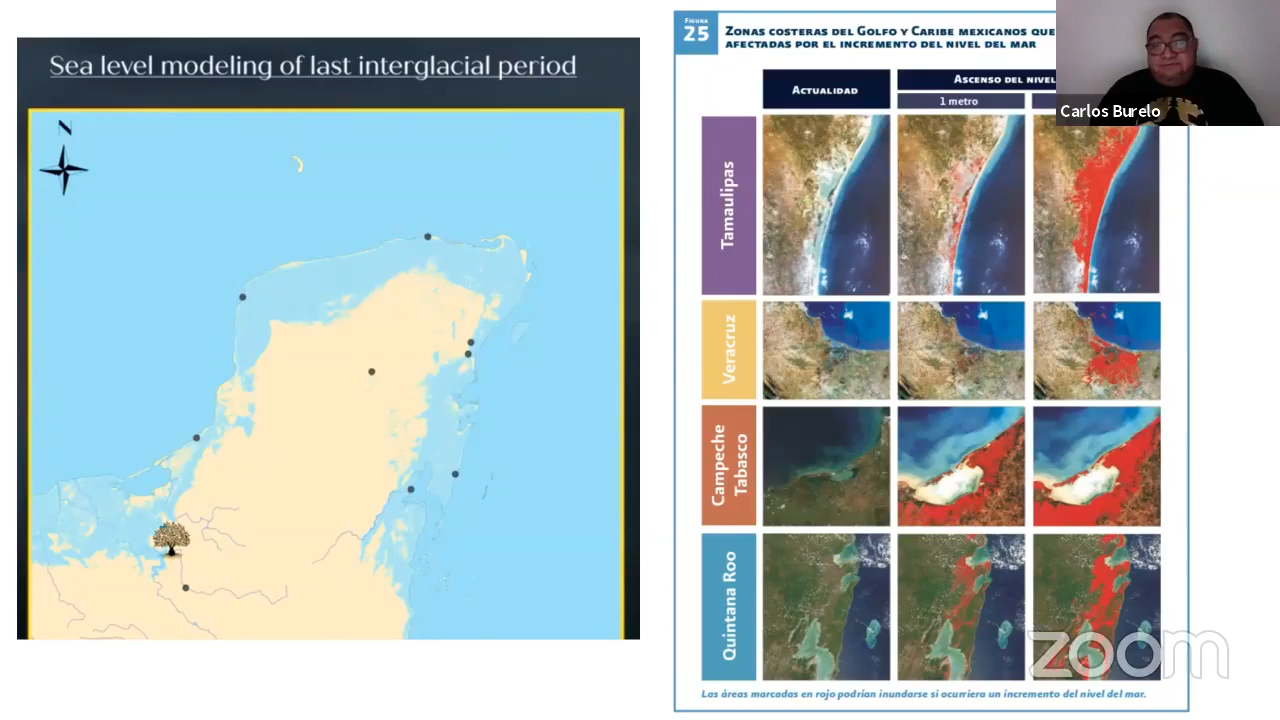 Sea level modeling of last interglacial period
N
FIGURA
25
ZONAS COSTERAS DEL GOLFO Y CARIBE MEXICANOS QUE
AFECTADAS POR EL INCREMENTO DEL NIVEL DEL MAR
ACTUALIDAD
ASCENSO DEL NIVEL
1 metro
Carlos Burelo
Tamaulipas
Veracruz
Campeche
Tabasco
Quintana Roo
zoom
Las áreas marcadas en rojo podrían inundarse si ocurriera un incremento del nivel del mar.